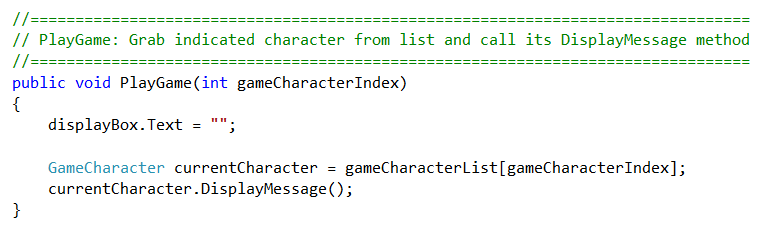 //================================================================================
// PlayGame: Grab indicated character from list and call its DisplayMessage method
//================================================================================
public void PlayGame(int gameCharacterIndex)
{
    displayBox.Text = "";

    GameCharacter currentCharacter = gameCharacterList[gameCharacterIndex];
    currentCharacter.DisplayMessage();
}